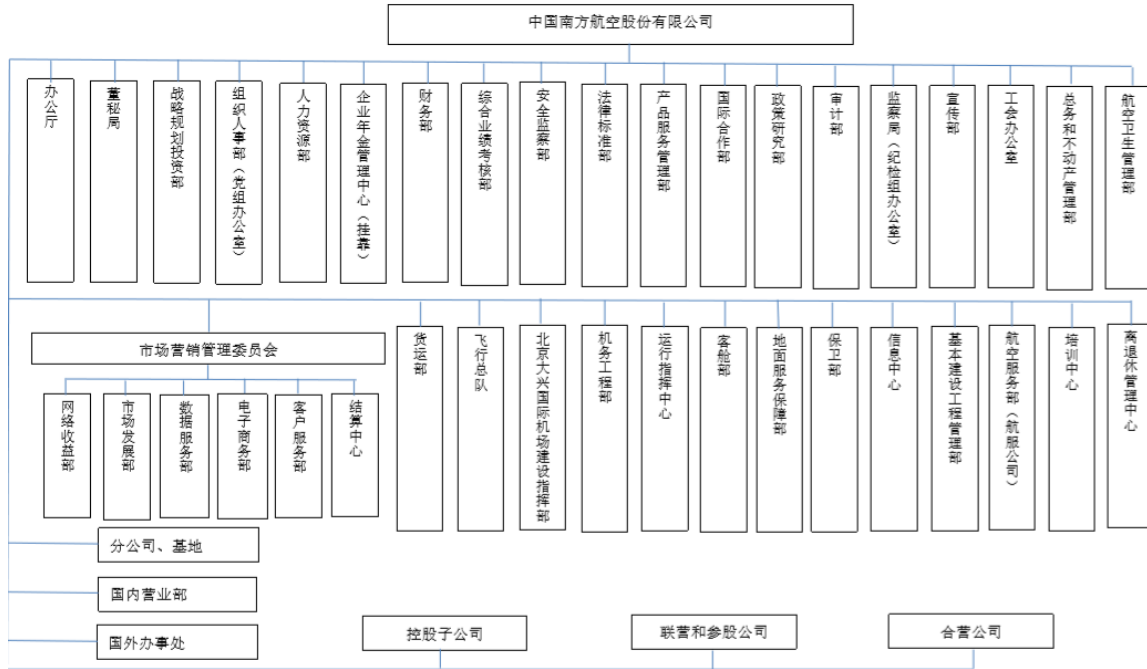 中国南方航空股份有限公司
办公厅
董秘局
战略规划投资部
组织人事部（党组办公室）
人力资源部
企业年金管理中心（挂靠）
财务部
综合业绩考核部
安全监察部
法律标准部
产品服务管理部
国际合作部
政策研究部
审计部
监察局（纪检组办公室）
宣传部
工会办公室
总务和不动产管理部
航空卫生管理部
市场营销管理委员会
网络收益部
市场发展部
数据服务部
电子商务部
客户服务部
结算中心
货运部
飞行总队
北京大兴国际机场建设指挥部
机务工程部
运行指挥中心
客舱部
地面服务保障部
保卫部
信息中心
基本建设工程管理部
航空服务部（航服公司）
培训中心
离退休管理中心
分公司、基地
国内营业部
国外办事处
控股子公司
联营和参股公司
合营公司